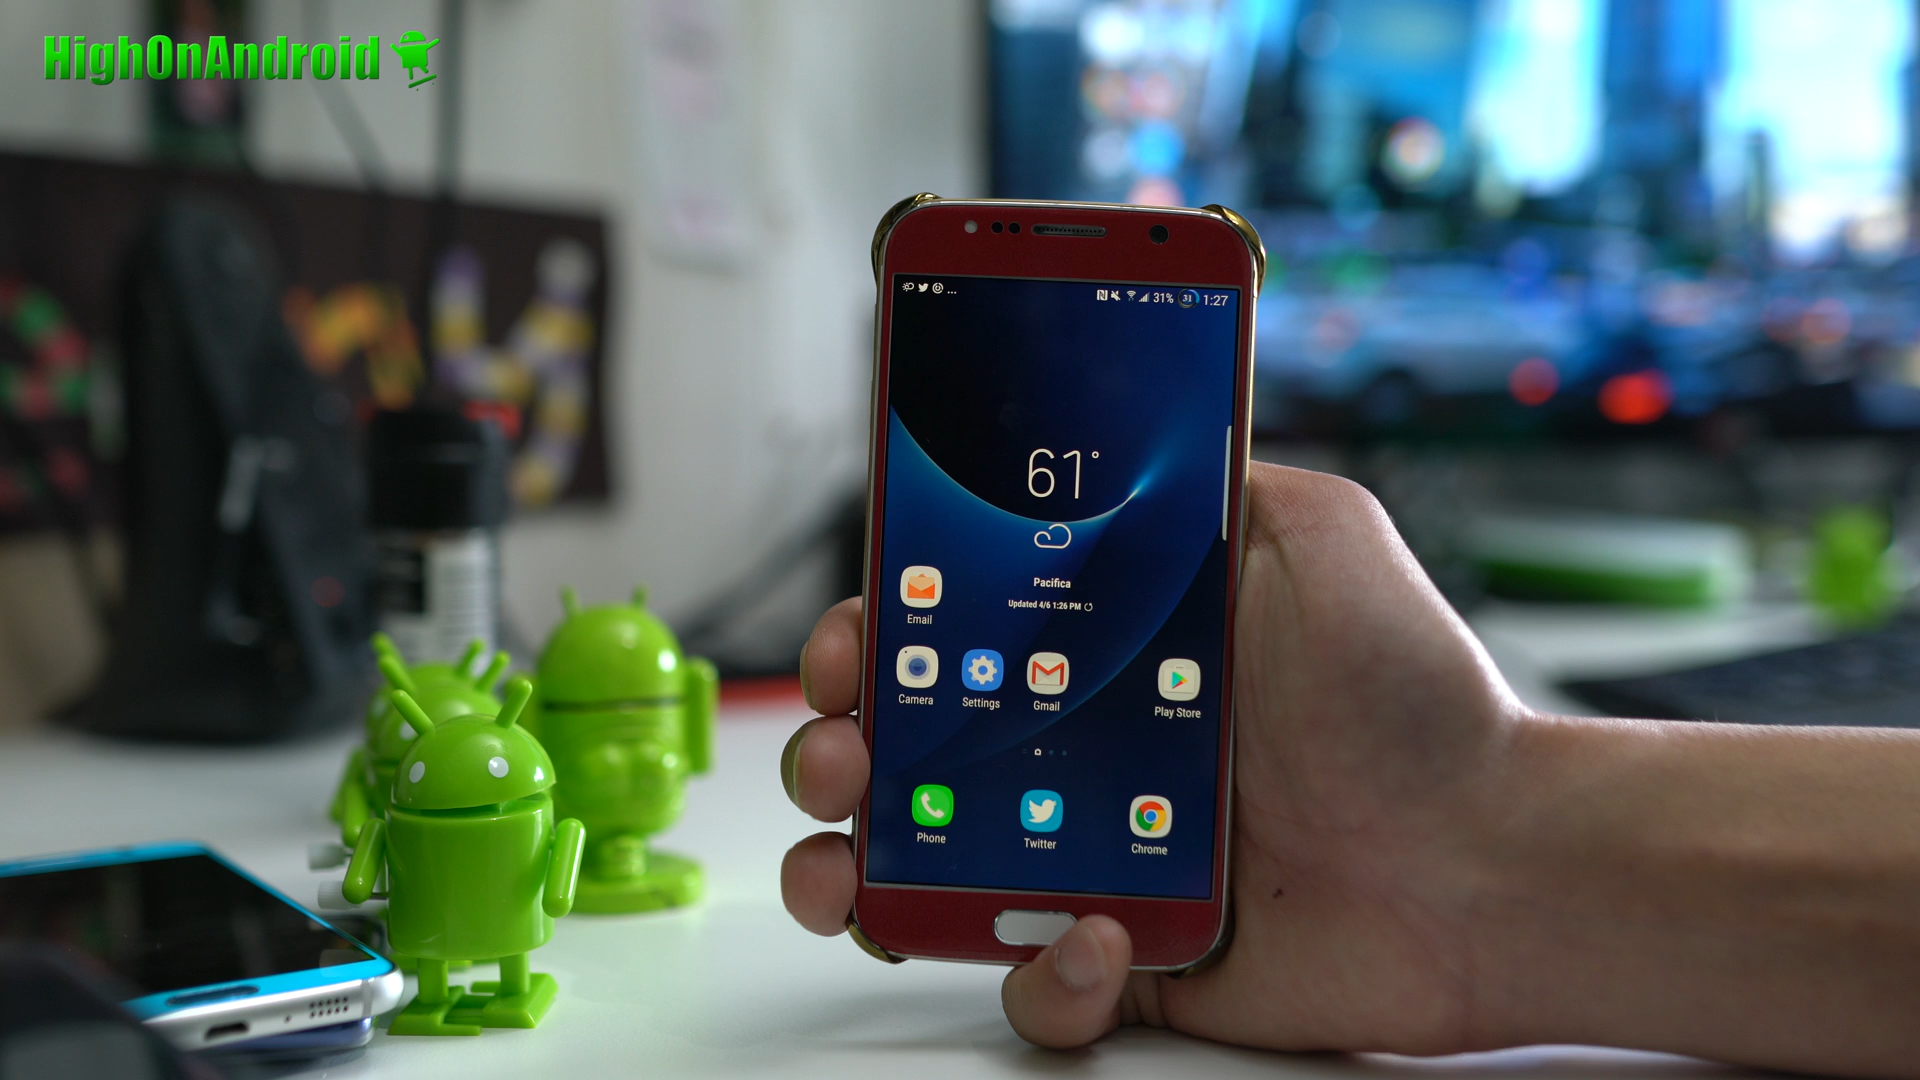 HighOnAndroid
... 31% 31 1:27
61°
Pacifica
Updated 4/6 1:26 PM
Email
Camera Settings Gmail Play Store
Phone Twitter Chrome